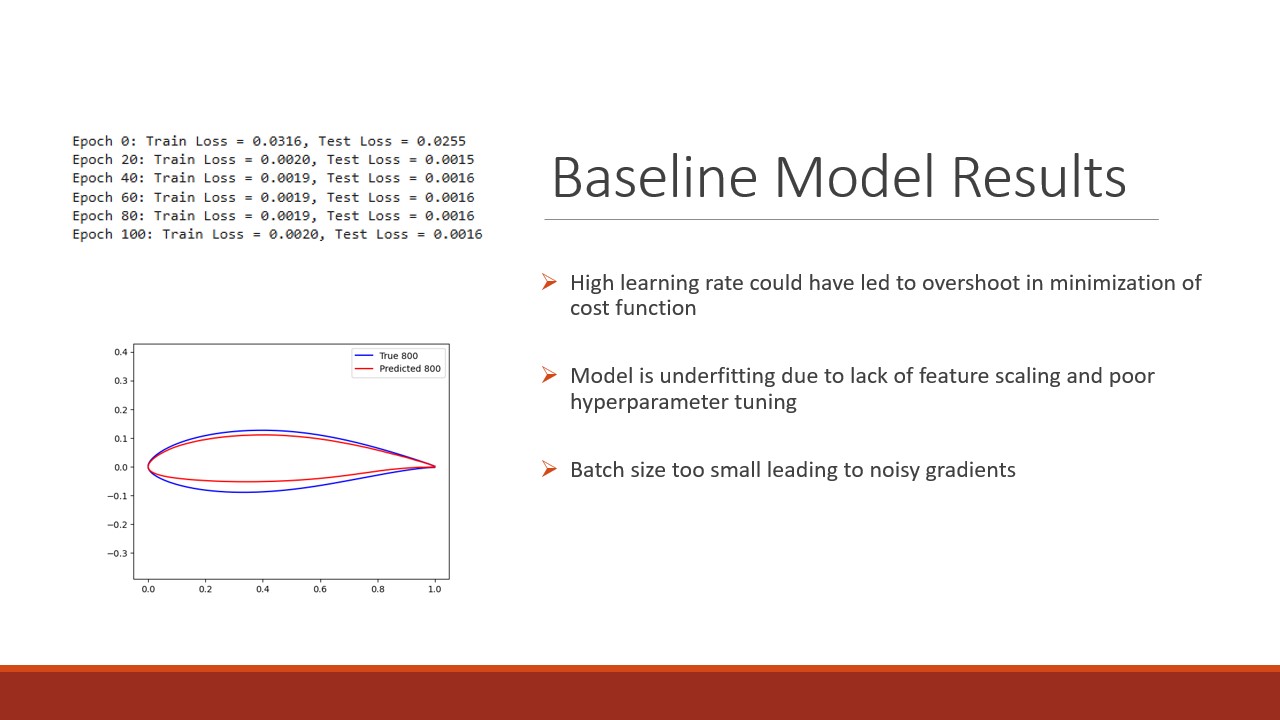 Epoch 0: Train Loss = 0.0316, Test Loss = 0.0255
Epoch 20: Train Loss = 0.0020, Test Loss = 0.0015
Epoch 40: Train Loss = 0.0019, Test Loss = 0.0016
Epoch 60: Train Loss = 0.0019, Test Loss = 0.0016
Epoch 80: Train Loss = 0.0019, Test Loss = 0.0016
Epoch 100: Train Loss = 0.0020, Test Loss = 0.0016
Baseline Model Results
High learning rate could have led to overshoot in minimization of
cost function
Model is underfitting due to lack of feature scaling and poor
hyperparameter tuning
Batch size too small leading to noisy gradients
True 800
Predicted 800
0.4
0.3
0.2
0.1
0.0
−0.1
−0.2
−0.3
0.0 0.2 0.4 0.6 0.8 1.0